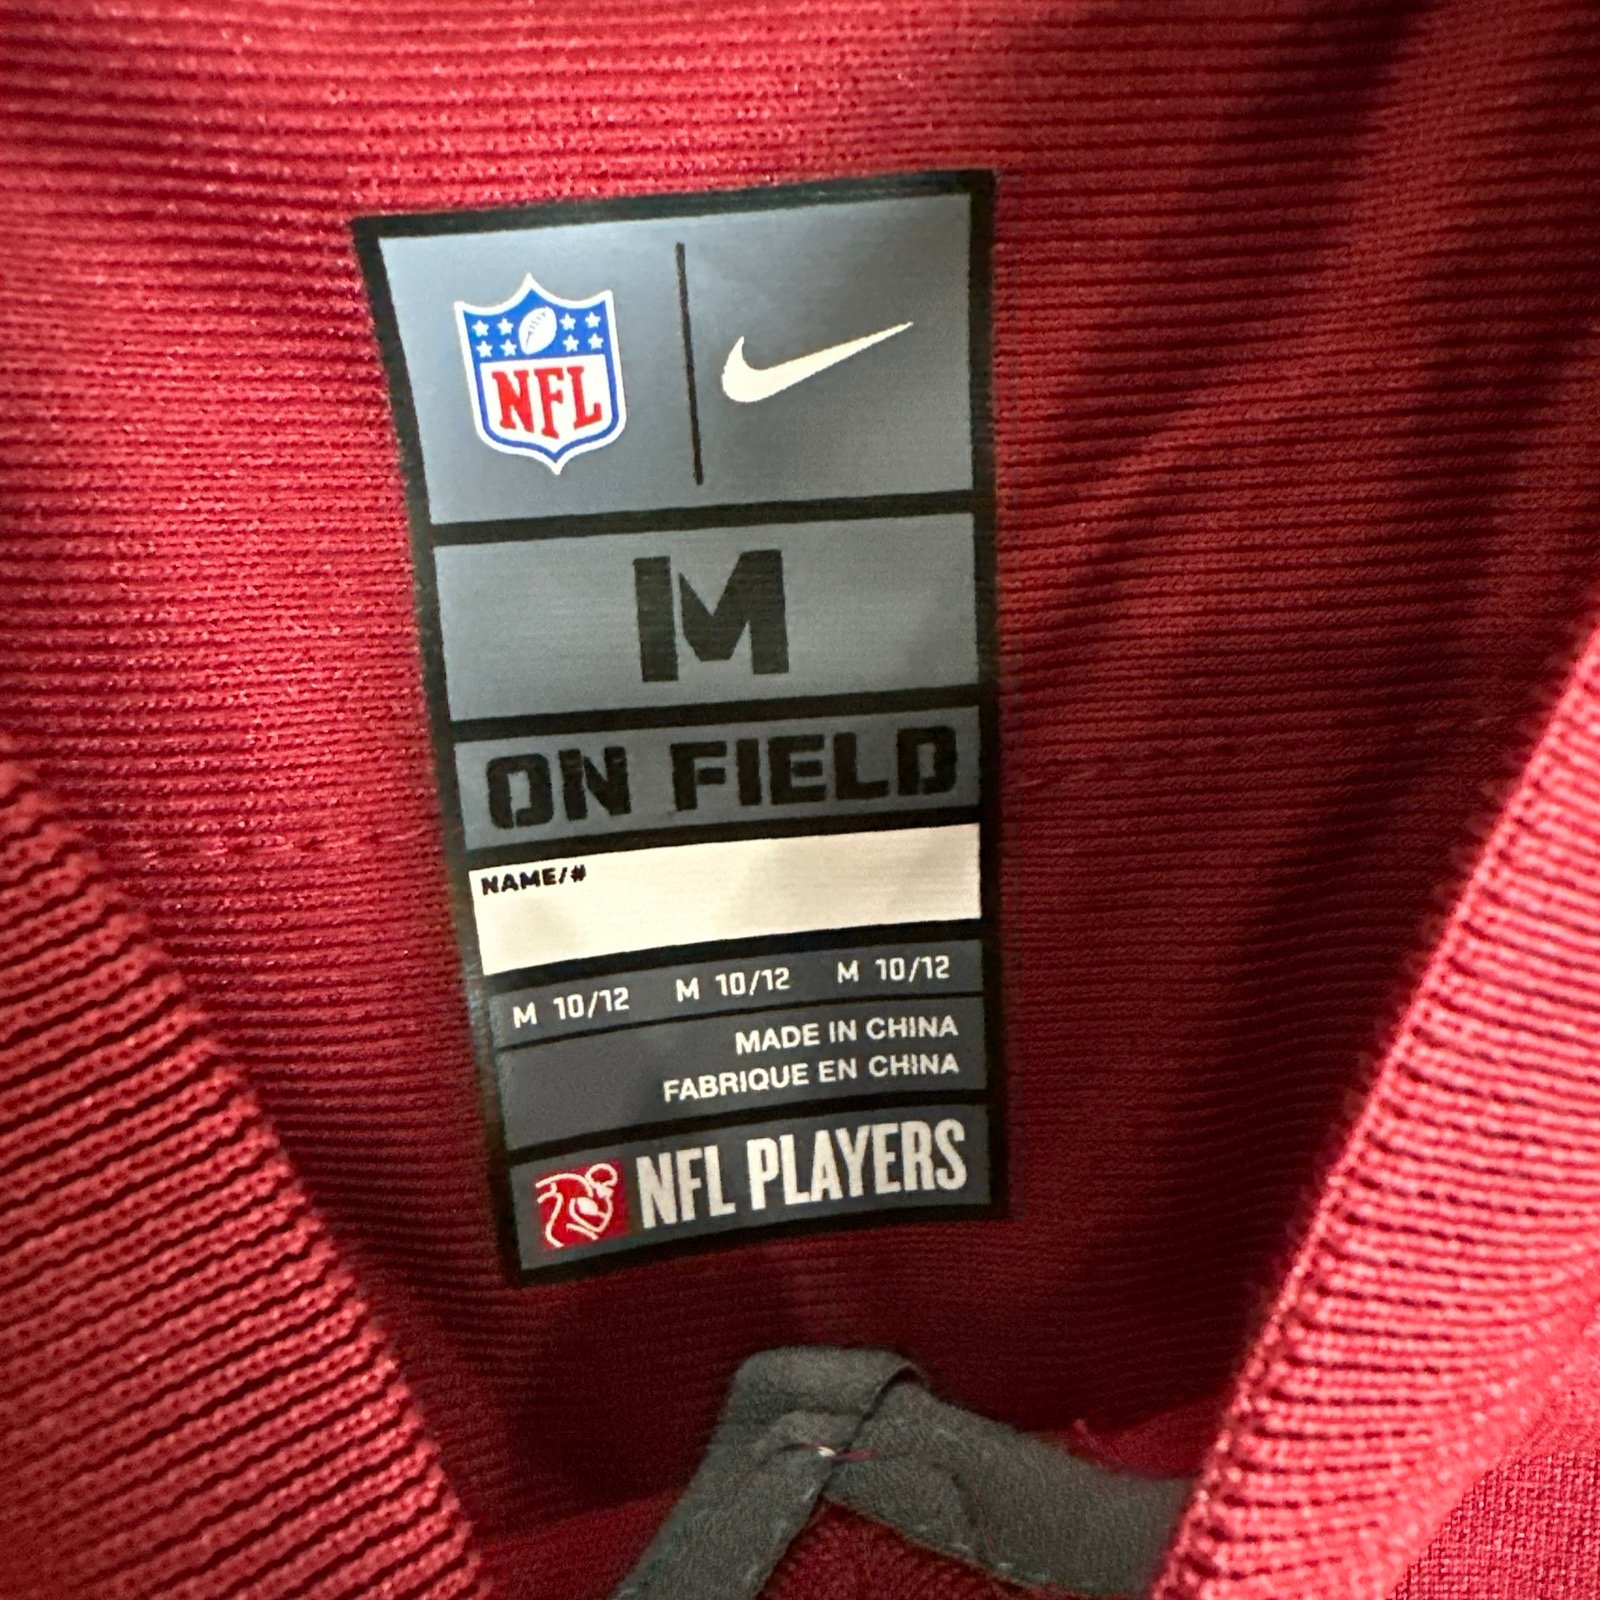 NFL
M
ON FIELD
NAME/#
M 10/12 M 10/12 M 10/12
MADE IN CHINA
FABRIQUE EN CHINA
NFL PLAYERS